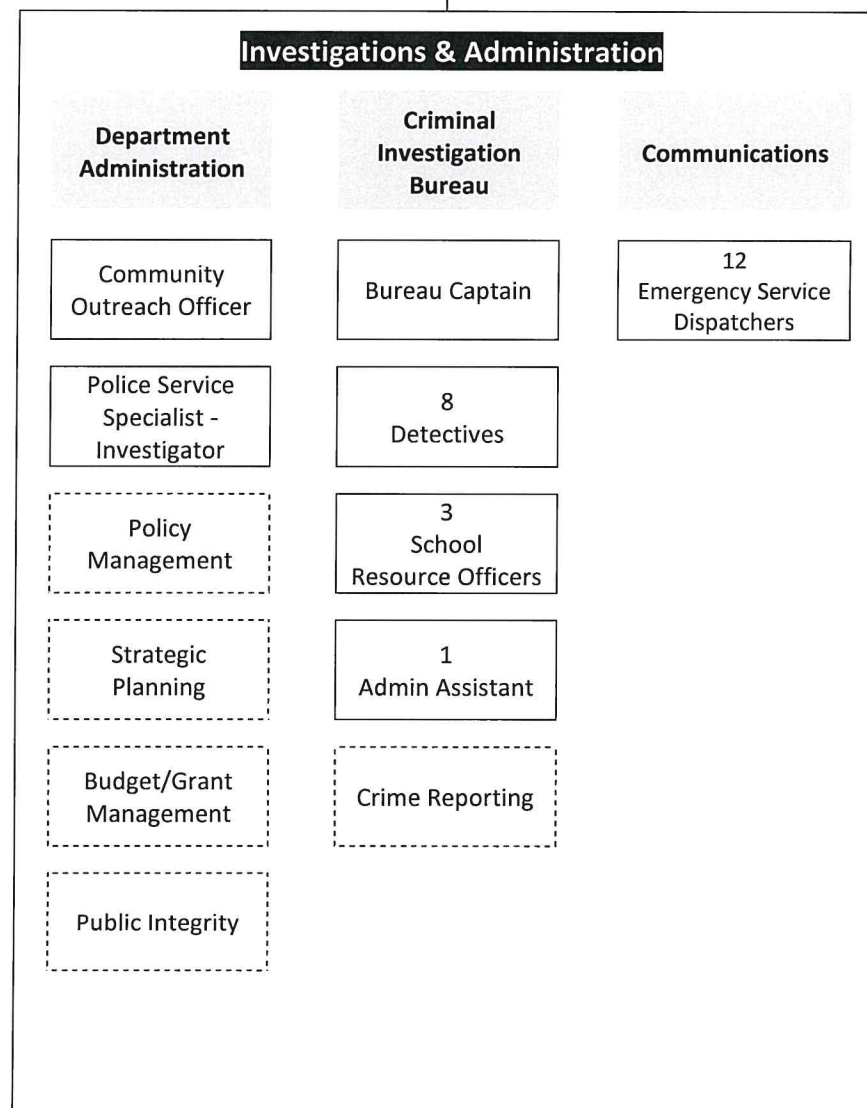 Investigations & Administration
Department
Administration
Criminal
Investigation
Bureau
Communications
Community
Outreach Officer
Bureau Captain
12
Emergency Service
Dispatchers
Police Service
Specialist -
Investigator
8
Detectives
Policy
Management
3
School
Resource Officers
Strategic
Planning
1
Admin Assistant
Budget/Grant
Management
Crime Reporting
Public Integrity